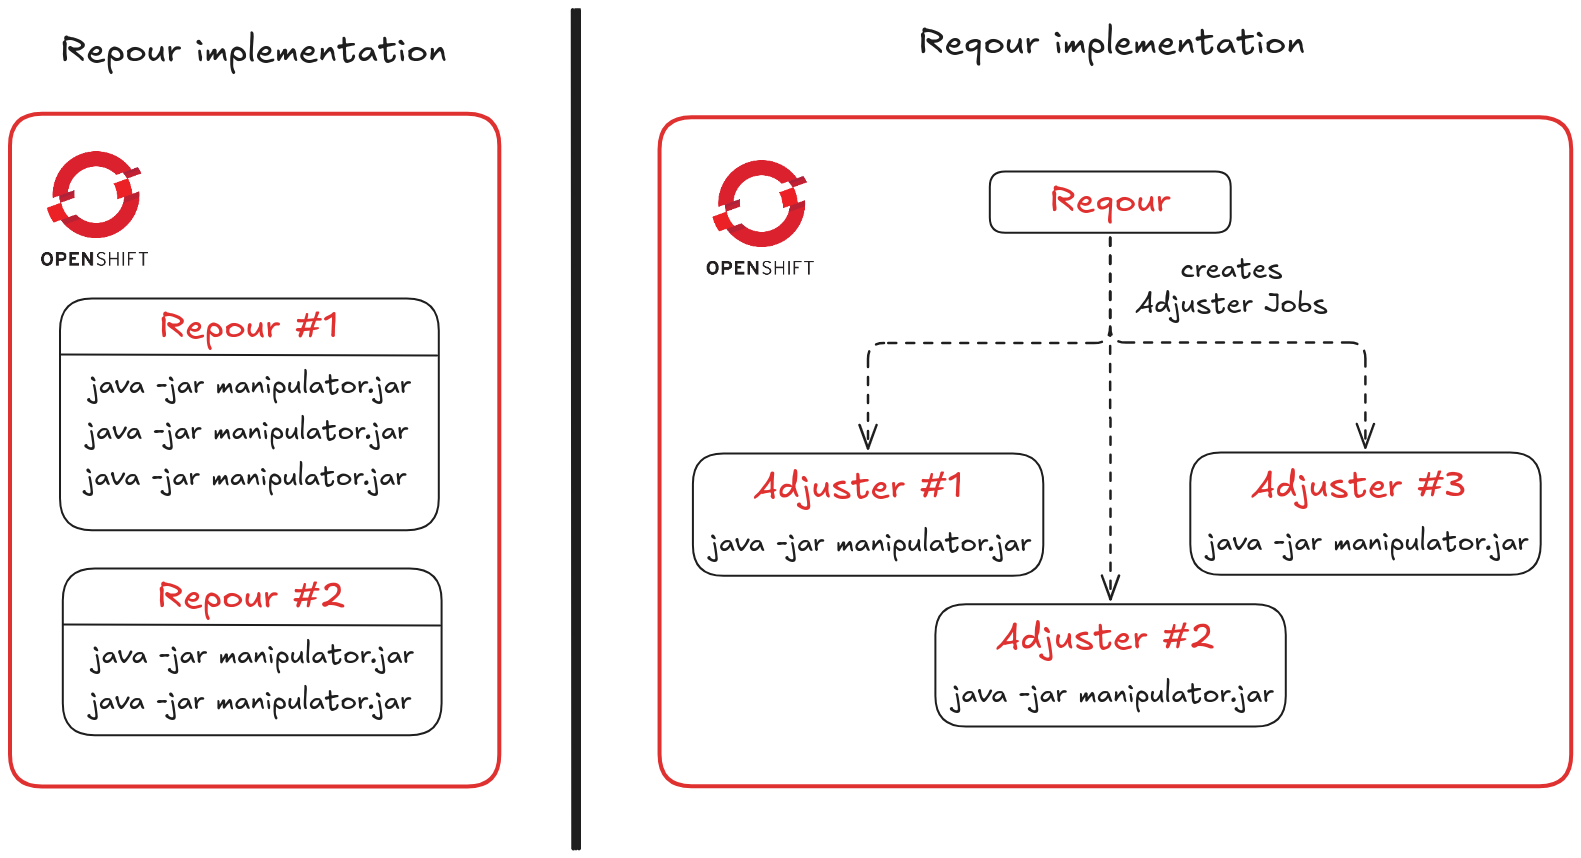 Repour implementation
OPENSHIFT
Repour #1
java -jar manipulator.jar
java -jar manipulator.jar
java -jar manipulator.jar
Repour #2
java -jar manipulator.jar
java -jar manipulator.jar
Reqour implementation
OPENSHIFT
Reqour
creates
Adjuster Jobs
Adjuster #1
java -jar manipulator.jar
Adjuster #2
java -jar manipulator.jar
Adjuster #3
java -jar manipulator.jar